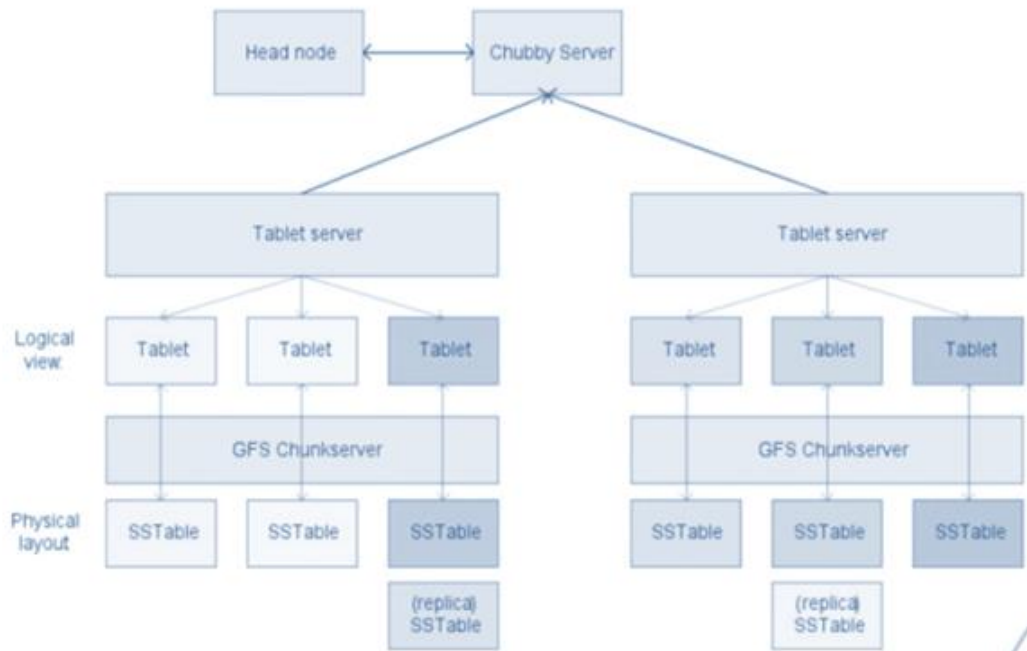 Head node
Chubby Server
Tablet server
Tablet server
Logical
view:
Tablet
Tablet
Tablet
Tablet
Tablet
Tablet
GFS Chunkserver
GFS Chunkserver
Physical
layout
SSTable
SSTable
SSTable
SSTable
SSTable
SSTable
(replica)
SSTable
(replica)
SSTable